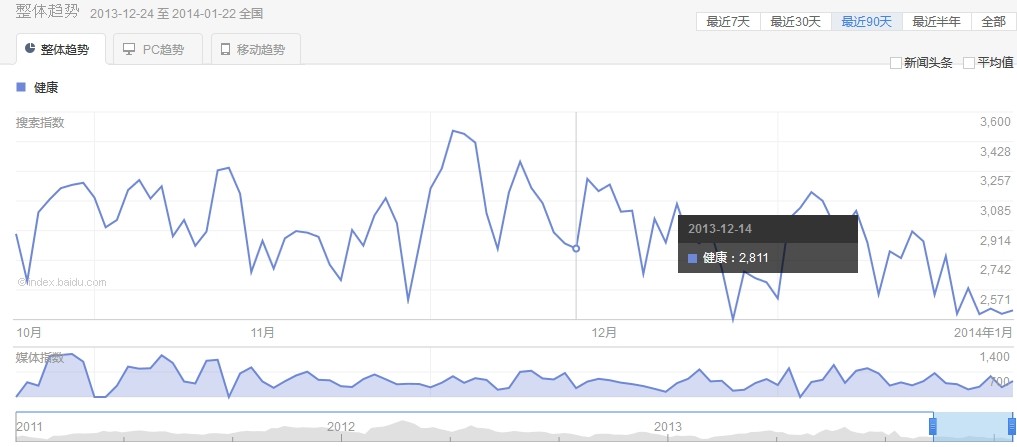 整体趋势 2013-12-24 至 2014-01-22 全国
最近7天 最近30天 最近90天 最近半年 全部
整体趋势 PC趋势 移动趋势
新闻头条 平均值
健康
搜索指数
3,600
3,428
3,257
3,085
2,914
2,742
2,571
2013-12-14
健康：2,811
©index.baidu.com
10月 11月 12月 2014年1月
媒体指数
1,400
700
2011 2012 2013